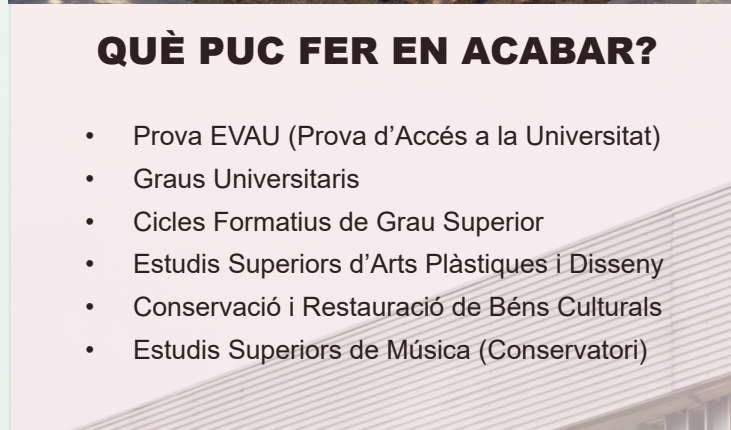 QUÈ PUC FER EN ACABAR?
• Prova EVAU (Prova d’Accés a la Universitat)
• Graus Universitaris
• Cicles Formatius de Grau Superior
• Estudis Superiors d’Arts Plàstiques i Disseny
• Conservació i Restauració de Béns Culturals
• Estudis Superiors de Música (Conservatori)